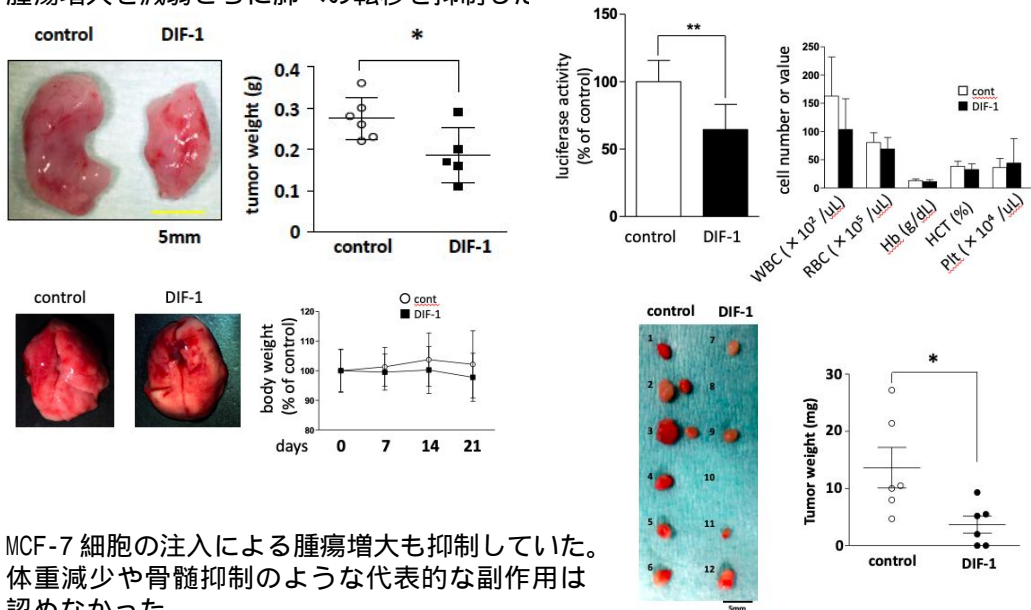 腫瘍増大を減弱さらに肺への転移を抑制した
control DIF-1
5mm
tumor weight (g)
0.4
0.3
0.2
0.1
0
*
control DIF-1
luciferase activity
(% of control)
150
100
50
0
**
control DIF-1
cell number or value
250
200
150
100
50
0
cont
DIF-1
WBC (×10² /uL)
RBC (×10⁵ /uL)
Hb (g/dL)
HCT (%)
Plt (×10⁴ /uL)
control DIF-1
body weight
(% of control)
120
110
100
90
80
cont
DIF-1
days 0 7 14 21
control DIF-1
1 7
2 8
3 9
4 10
5 11
6 12
5mm
Tumor weight (mg)
30
20
10
0
*
control DIF-1
MCF-7 細胞の注入による腫瘍増大も抑制していた。
体重減少や骨髄抑制のような代表的な副作用は
認めなかった